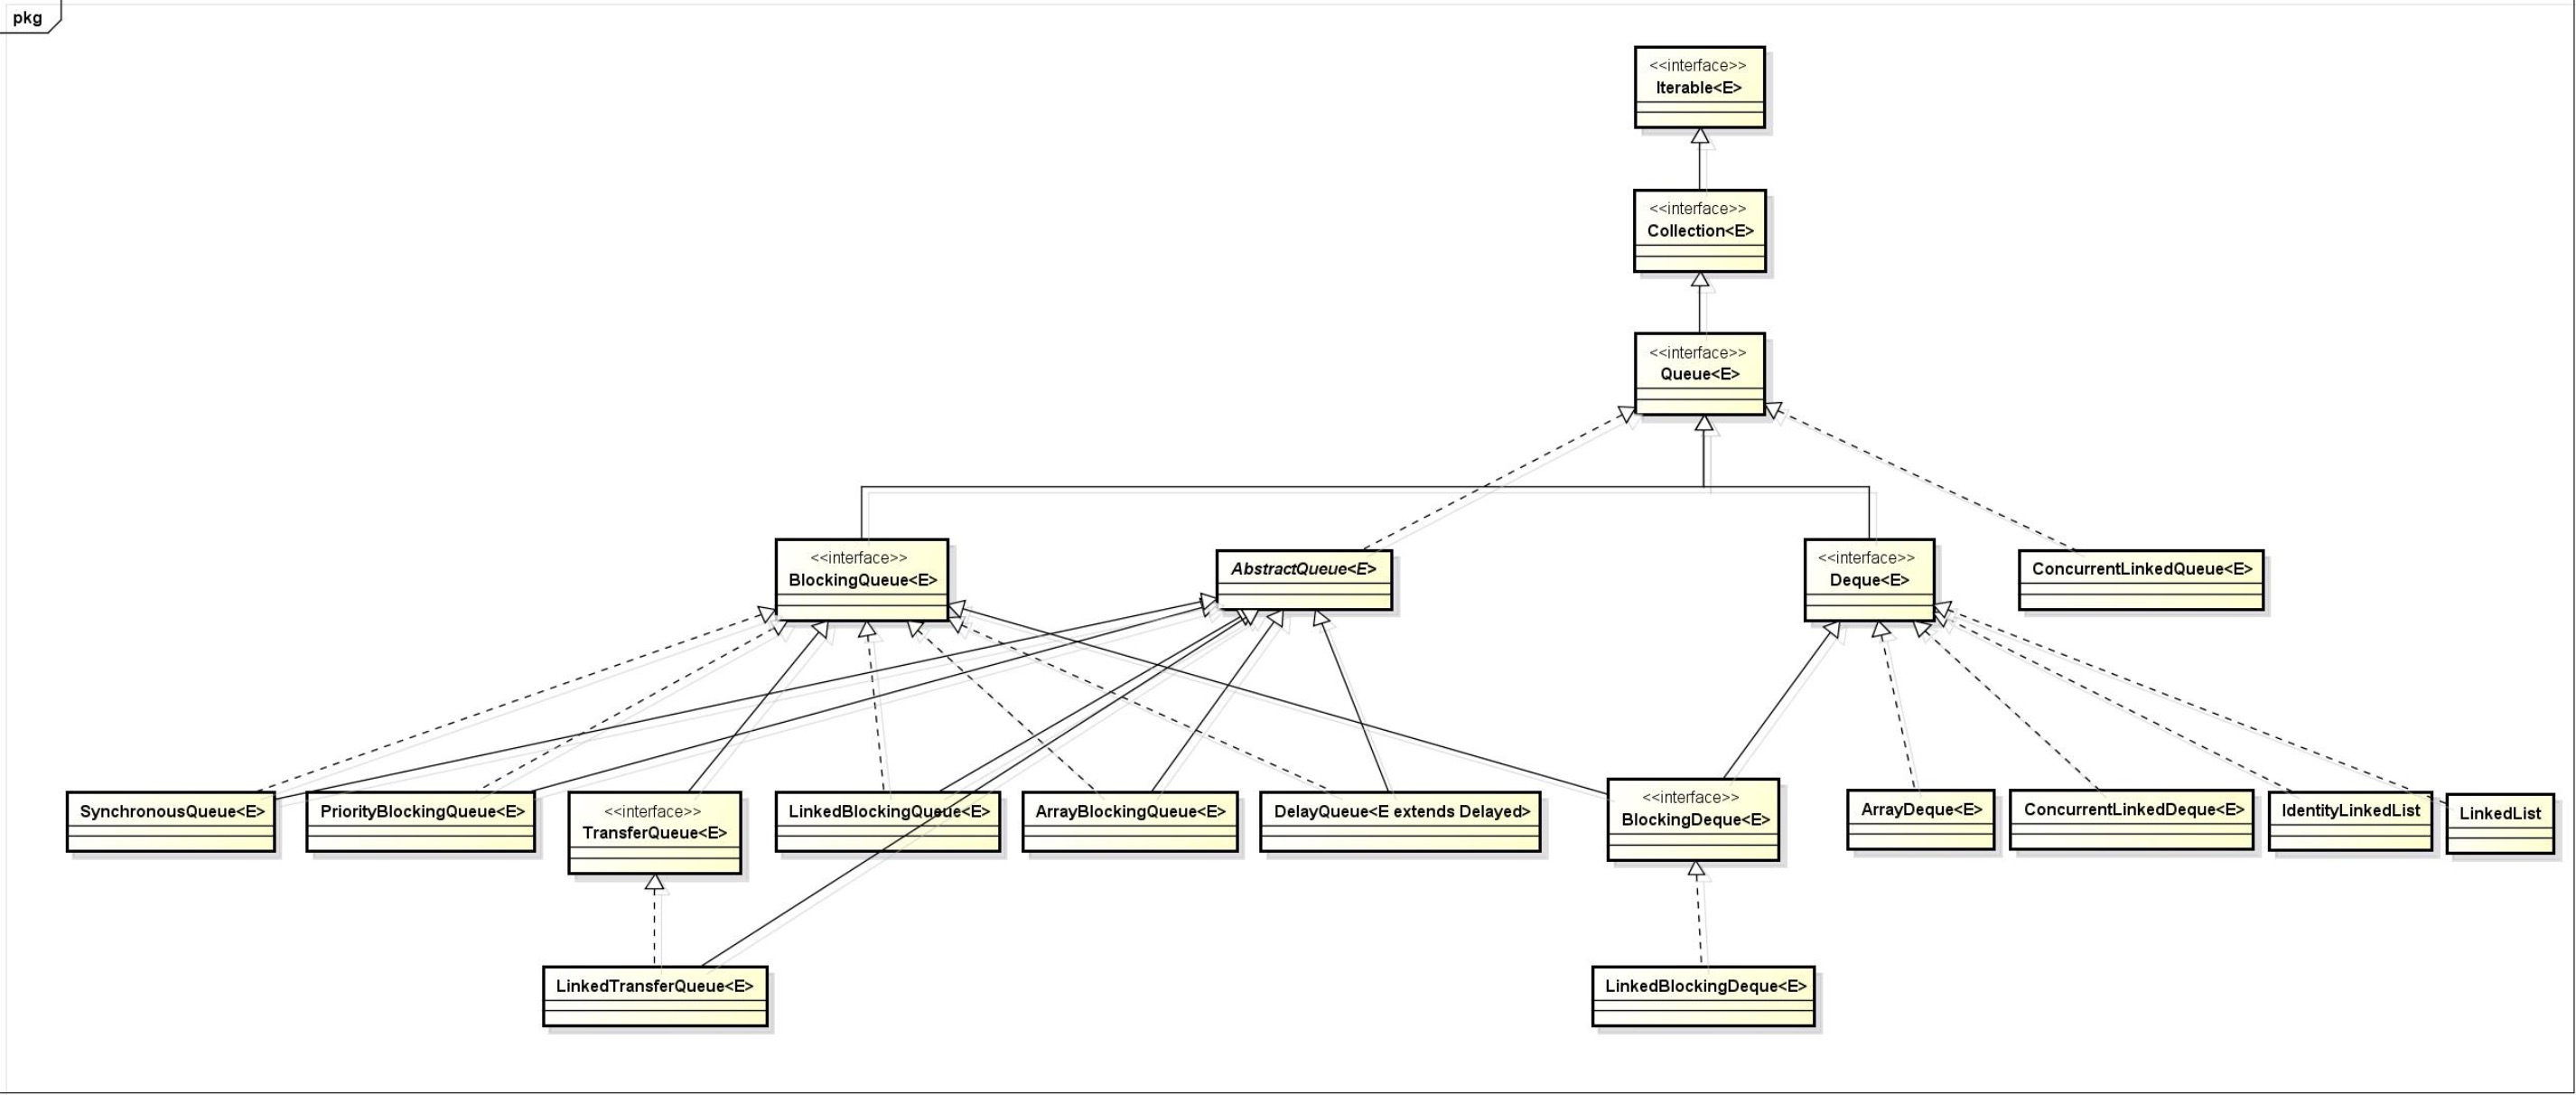 pkg
<<interface>>
Iterable<E>
<<interface>>
Collection<E>
<<interface>>
Queue<E>
<<interface>>
BlockingQueue<E>
AbstractQueue<E>
<<interface>>
Deque<E>
ConcurrentLinkedQueue<E>
SynchronousQueue<E>
PriorityBlockingQueue<E>
<<interface>>
TransferQueue<E>
LinkedBlockingQueue<E>
ArrayBlockingQueue<E>
DelayQueue<E extends Delayed>
<<interface>>
BlockingDeque<E>
ArrayDeque<E>
ConcurrentLinkedDeque<E>
IdentityLinkedList
LinkedList
LinkedTransferQueue<E>
LinkedBlockingDeque<E>